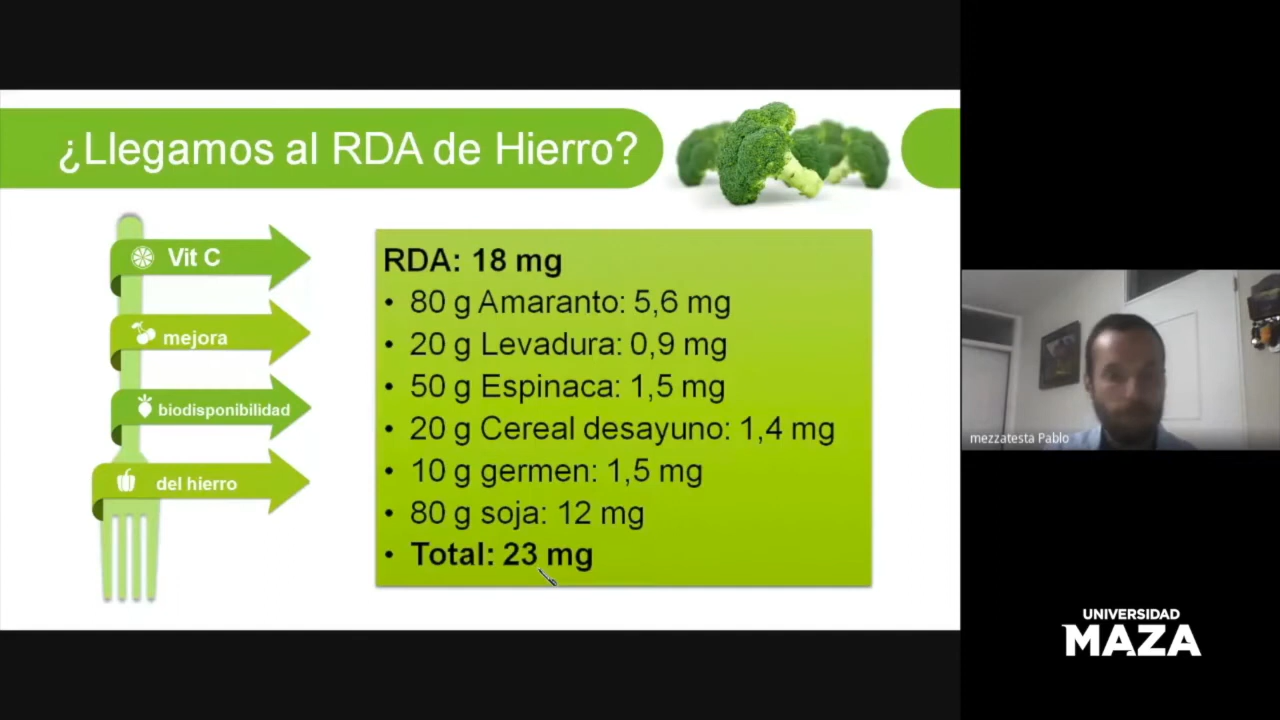 ¿Llegamos al RDA de Hierro?
Vit C
mejora
biodisponibilidad
del hierro
RDA: 18 mg
• 80 g Amaranto: 5,6 mg
• 20 g Levadura: 0,9 mg
• 50 g Espinaca: 1,5 mg
• 20 g Cereal desayuno: 1,4 mg
• 10 g germen: 1,5 mg
• 80 g soja: 12 mg
• Total: 23 mg
mezzatesta Pablo
UNIVERSIDAD
MAZA